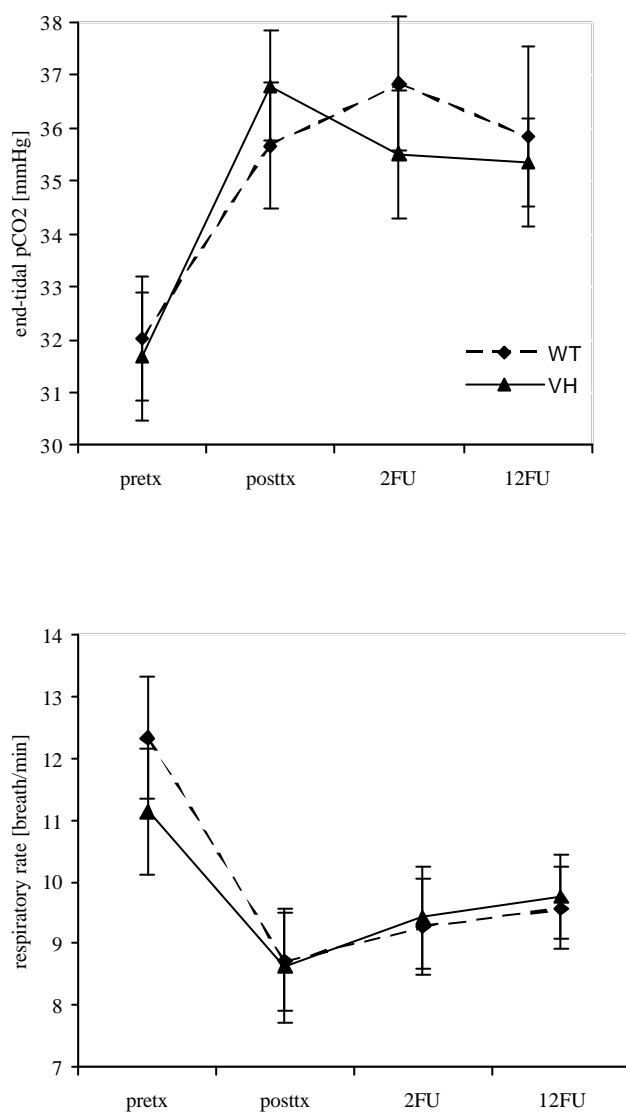 38
37
36
35
34
33
32
31
30
end-tidal pCO2 [mmHg]
WT
VH
pretx posttx 2FU 12FU
14
13
12
11
10
9
8
7
respiratory rate [breath/min]
pretx posttx 2FU 12FU